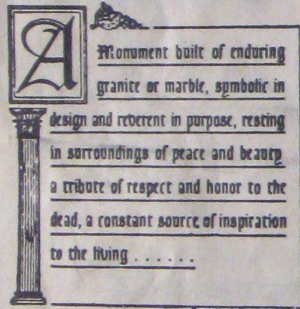 A
Monument built of enduring
granite or marble, symbolic in
design and reverent in purpose, resting
in sorroundings of peace and beauty
a tribute of respect and honor to the
dead, a constant source of inspiration
to the living . . . . . .